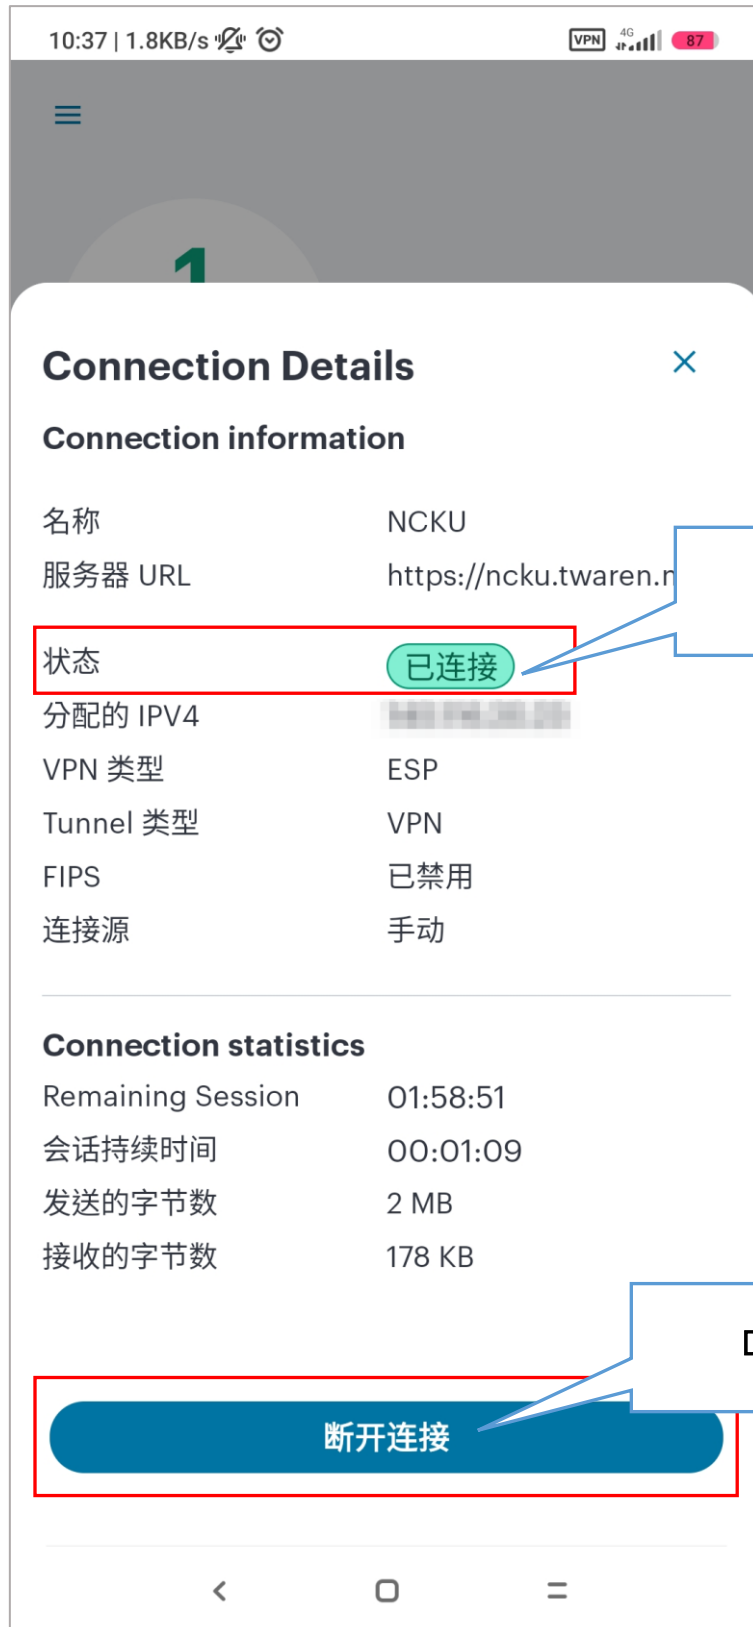 10:37 | 1.8KB/s VPN 4G 87
1
Connection Details
Connection information
名称 NCKU
服务器 URL https://ncku.twaren.n
状态 已连接
分配的 IPV4
VPN 类型 ESP
Tunnel 类型 VPN
FIPS 已禁用
连接源 手动
Connection statistics
Remaining Session 01:58:51
会话持续时间 00:01:09
发送的字节数 2 MB
接收的字节数 178 KB
断开连接